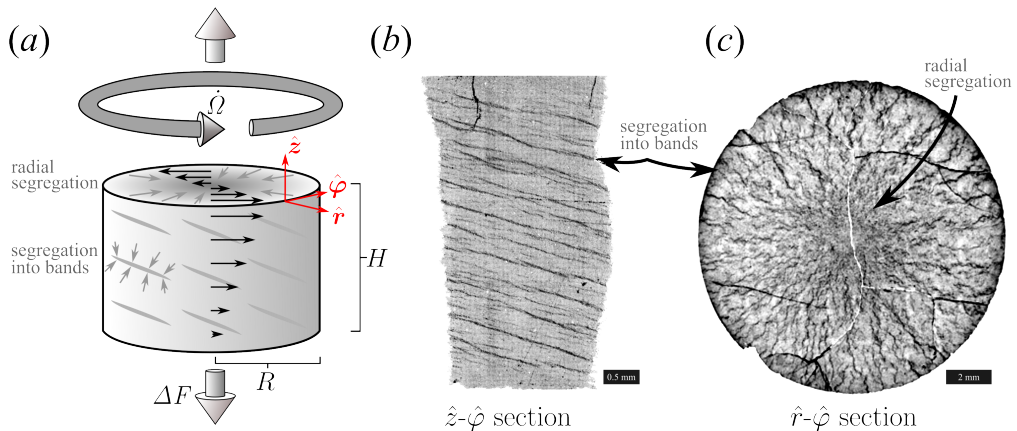 (a)
Ω̇
ẑ
φ̂
r̂
radial
segregation
segregation
into bands
H
R
ΔF
(b)
segregation
into bands
0.5 mm
ẑ-φ̂ section
(c)
radial
segregation
2 mm
r̂-φ̂ section